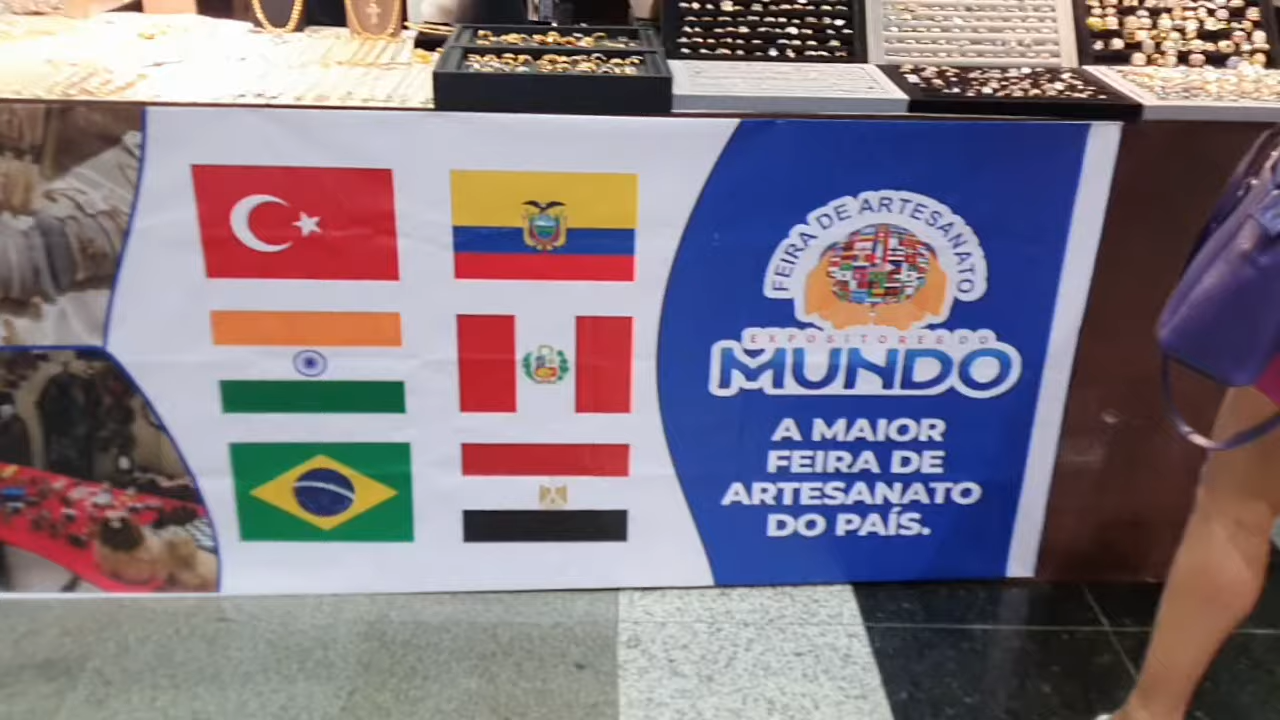 FEIRA DE ARTESANATO
EXPOSITORES DO
MUNDO
A MAIOR
FEIRA DE
ARTESANATO
DO PAÍS.